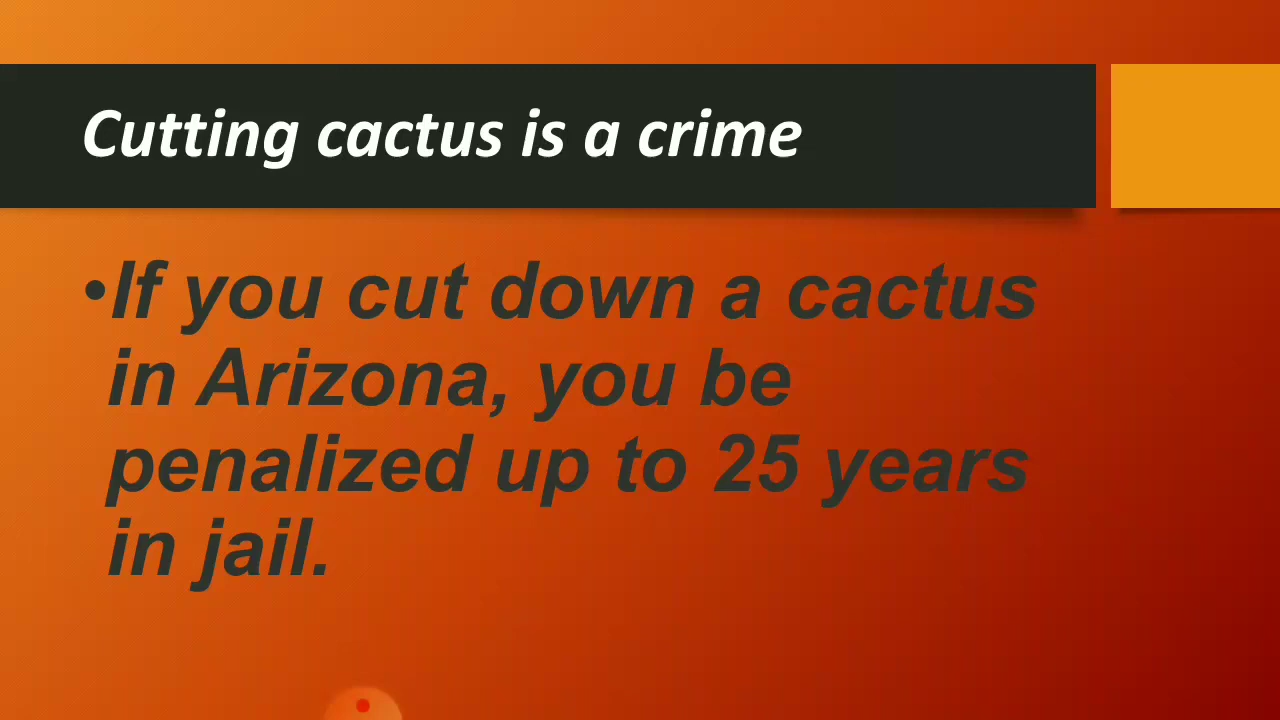 Cutting cactus is a crime
•If you cut down a cactus
in Arizona, you be
penalized up to 25 years
in jail.